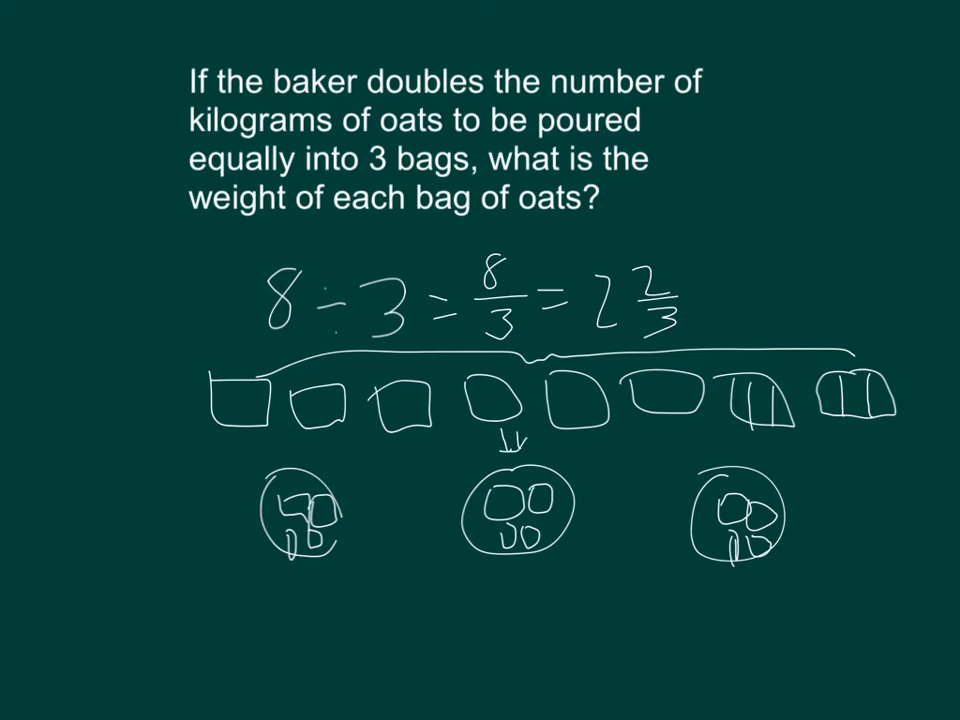 If the baker doubles the number of
kilograms of oats to be poured
equally into 3 bags, what is the
weight of each bag of oats?
8 ÷ 3 = 8/3 = 2 2/3